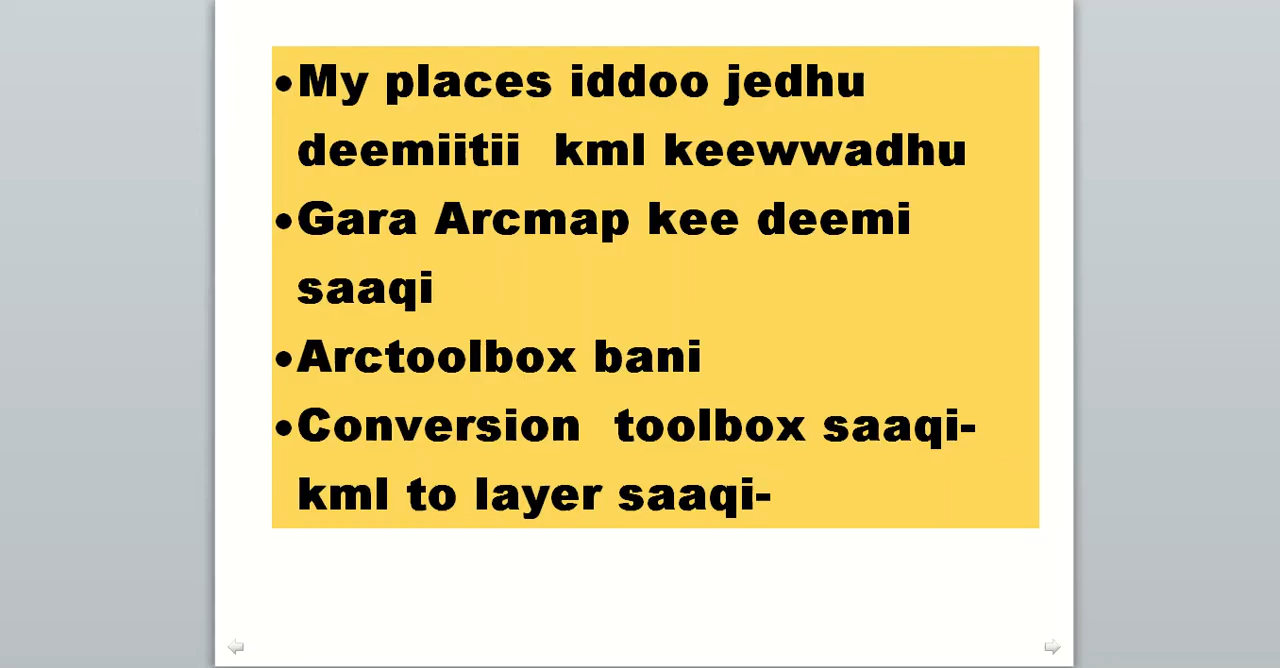 •My places iddoo jedhu
deemiitii  kml keewwadhu
•Gara Arcmap kee deemi
saaqi
•Arctoolbox bani
•Conversion  toolbox saaqi-
kml to layer saaqi-